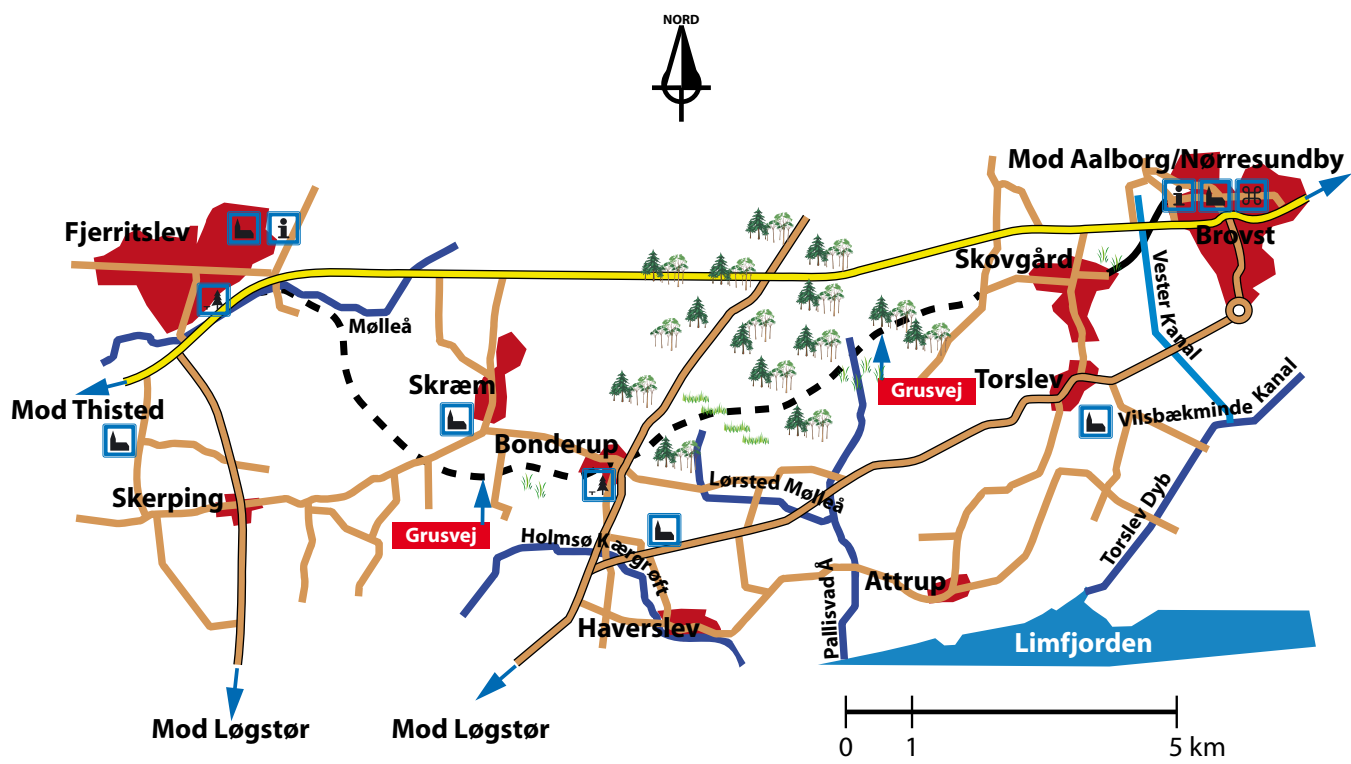 NORD
Mod Aalborg/Nørresundby
Fjerritslev
Brovst
Skovgård
Vester Kanal
Mølleå
Skræm
Torslev
Grusvej
Mod Thisted
Vilsbækminde Kanal
Bonderup
Lørsted Mølleå
Skerping
Torslev Dyb
Grusvej
Holmsø Kærgrøft
Attrup
Pallisvad Å
Haverslev
Limfjorden
Mod Løgstør
Mod Løgstør
0 1 5 km